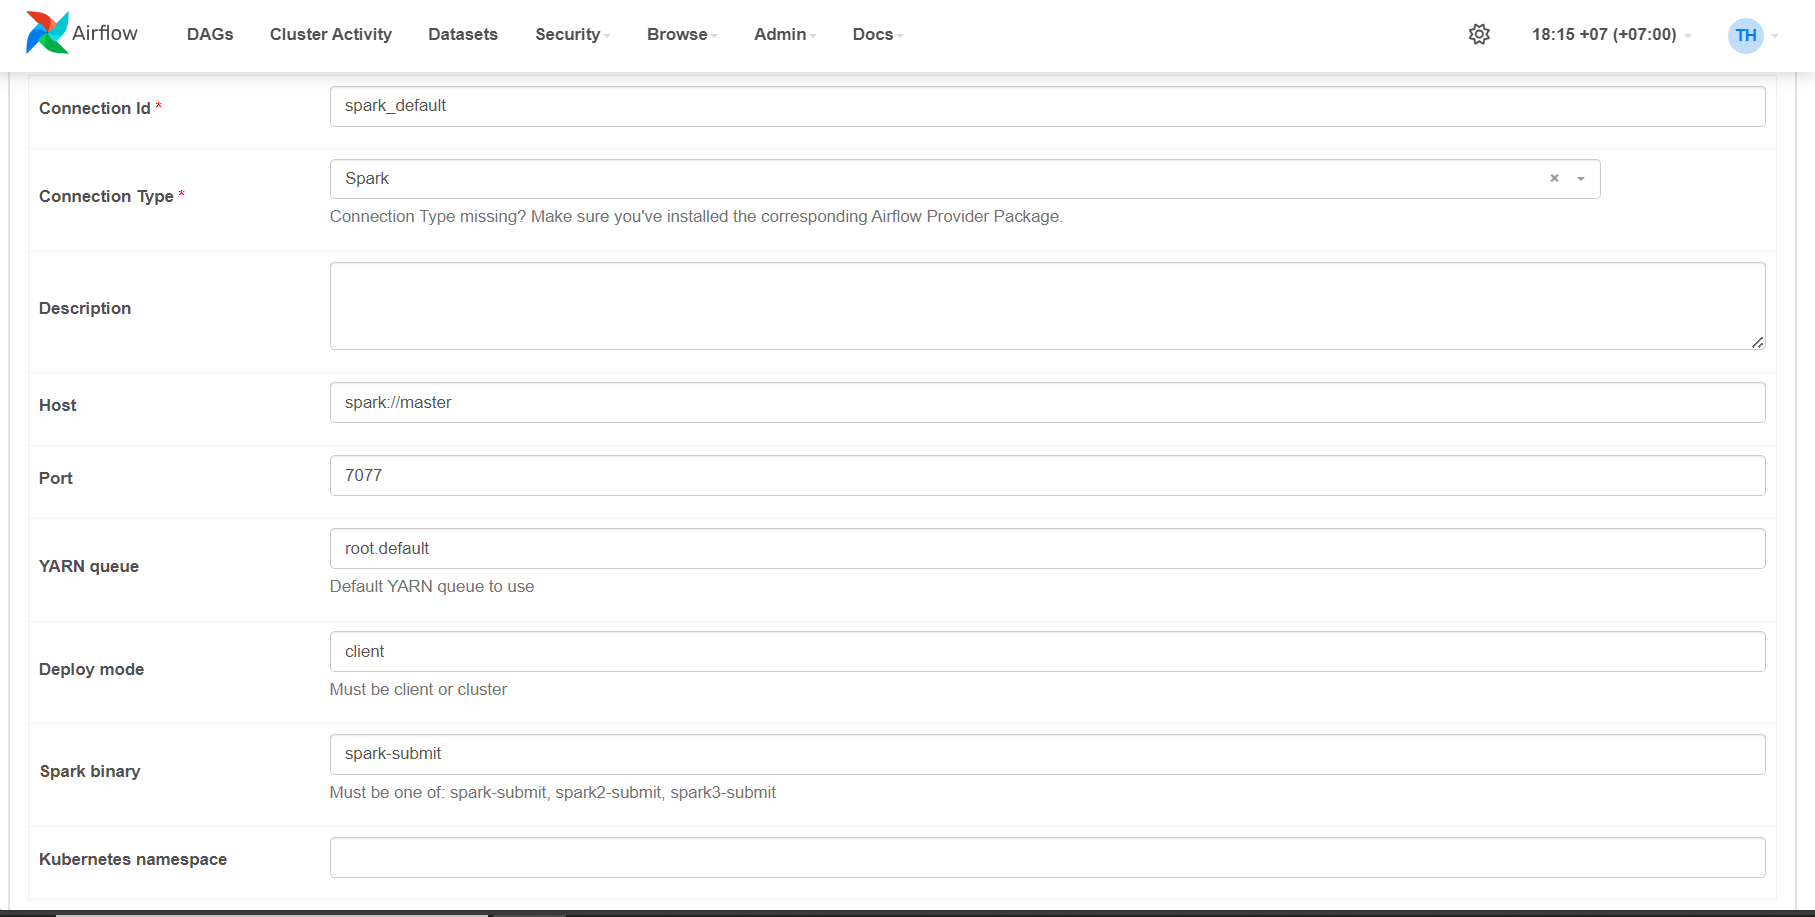 Airflow DAGs Cluster Activity Datasets Security Browse Admin Docs 18:15 +07 (+07:00) TH
Connection Id * spark_default
Connection Type * Spark × 
Connection Type missing? Make sure you've installed the corresponding Airflow Provider Package.
Description
Host spark://master
Port 7077
YARN queue root.default
Default YARN queue to use
Deploy mode client
Must be client or cluster
Spark binary spark-submit
Must be one of: spark-submit, spark2-submit, spark3-submit
Kubernetes namespace